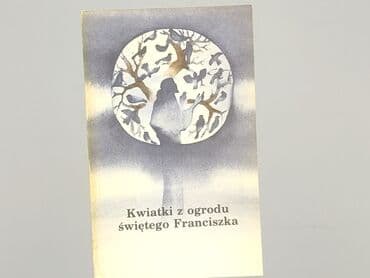 Kwiatki z ogrodu
świętego Franciszka